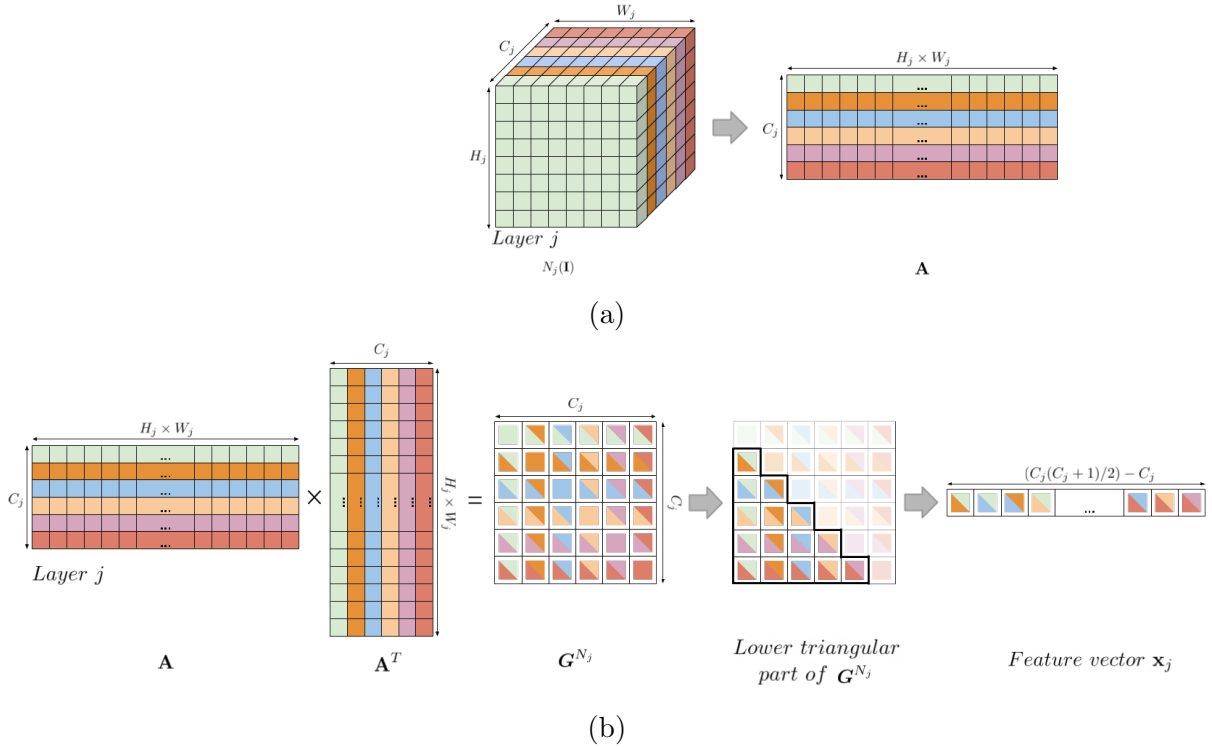 W_j
C_j
H_j × W_j
...
...
...
...
...
...
C_j
H_j
Layer j
N_j(I)
A
(a)
C_j
H_j × W_j
C_j
...
...
...
...
...
...
C_j
Layer j
×
...
...
...
...
...
...
H_j × W_j
=
C_j
(C_j(C_j + 1)/2) − C_j
...
A
A^T
G^{N_j}
Lower triangular
part of G^{N_j}
Feature vector x_j
(b)